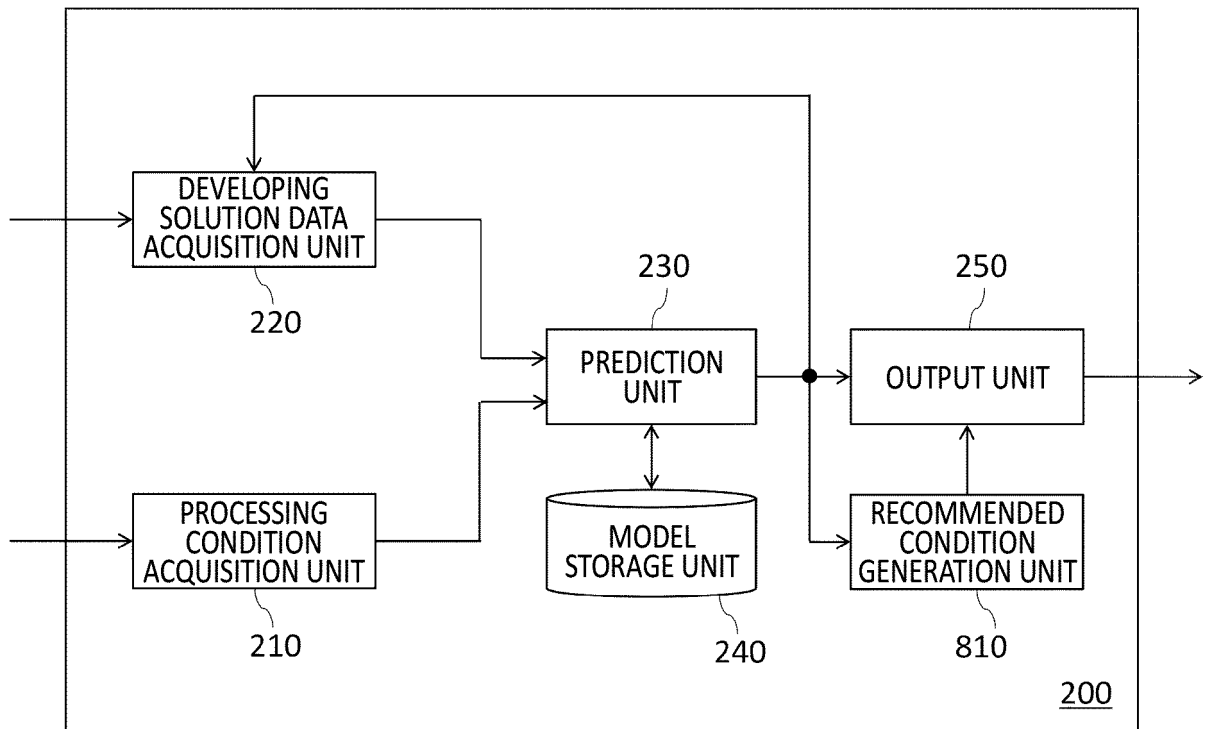 DEVELOPING
SOLUTION DATA
ACQUISITION UNIT
220
230
PREDICTION
UNIT
250
OUTPUT UNIT
PROCESSING
CONDITION
ACQUISITION UNIT
210
MODEL
STORAGE UNIT
240
RECOMMENDED
CONDITION
GENERATION UNIT
810
200